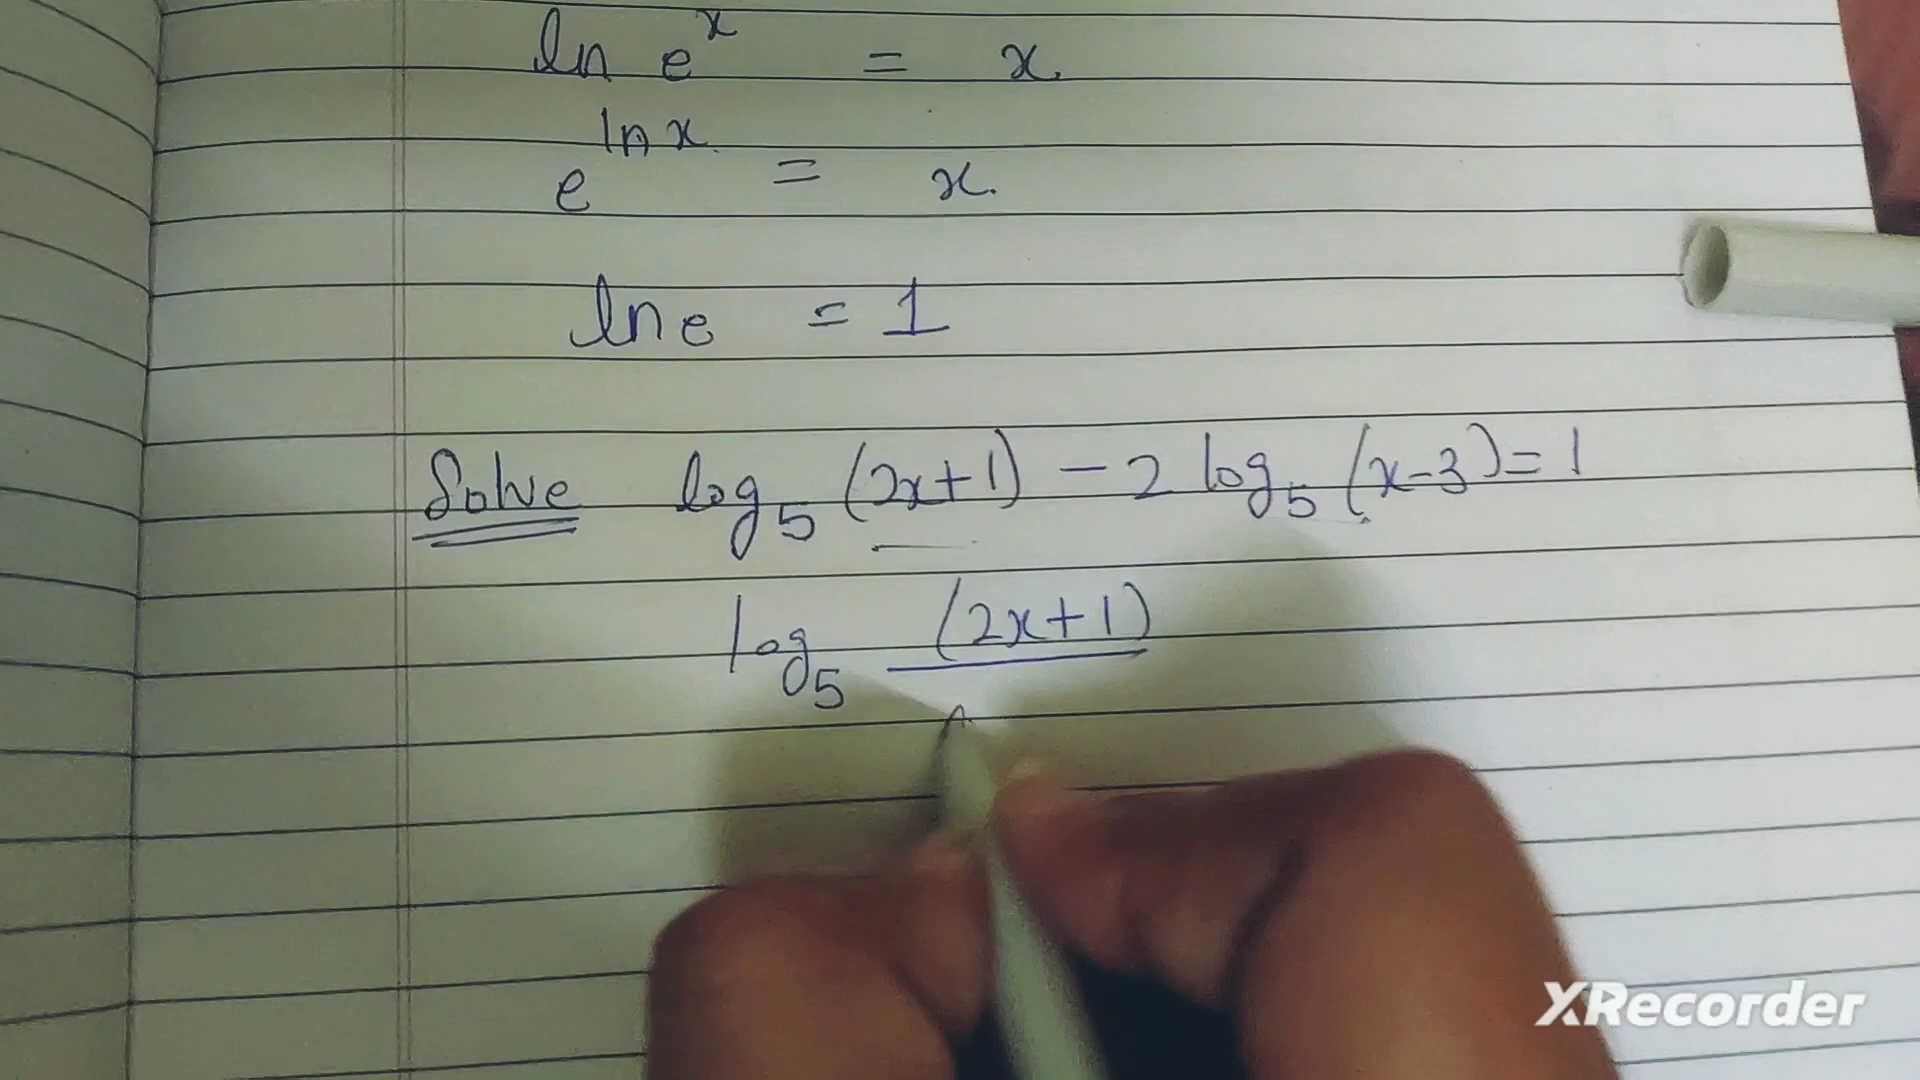 ln e^x = x
e^ln x = x.
ln e = 1
Solve log₅ (2x+1) - 2 log₅ (x-3) = 1
log₅ (2x+1)
XRecorder